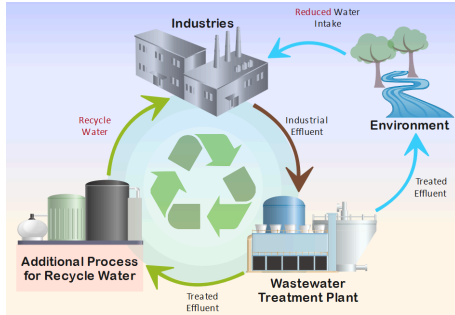 Industries
Reduced Water
Intake
Environment
Recycle
Water
Industrial
Effluent
Treated
Effluent
Additional Process
for Recycle Water
Wastewater
Treatment Plant
Treated
Effluent